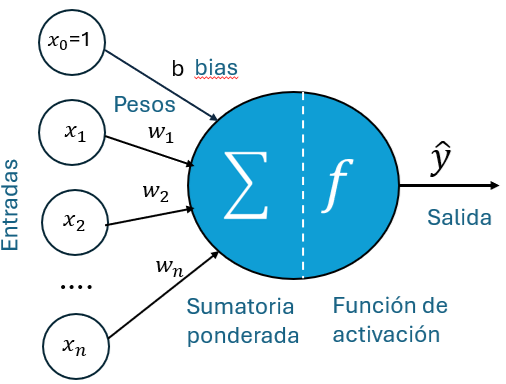 x₀=1
b bias
Pesos
x₁
w₁
ŷ
Entradas
w₂
∑ f
x₂
Salida
wₙ
....
Sumatoria
ponderada
Función de
activación
xₙ